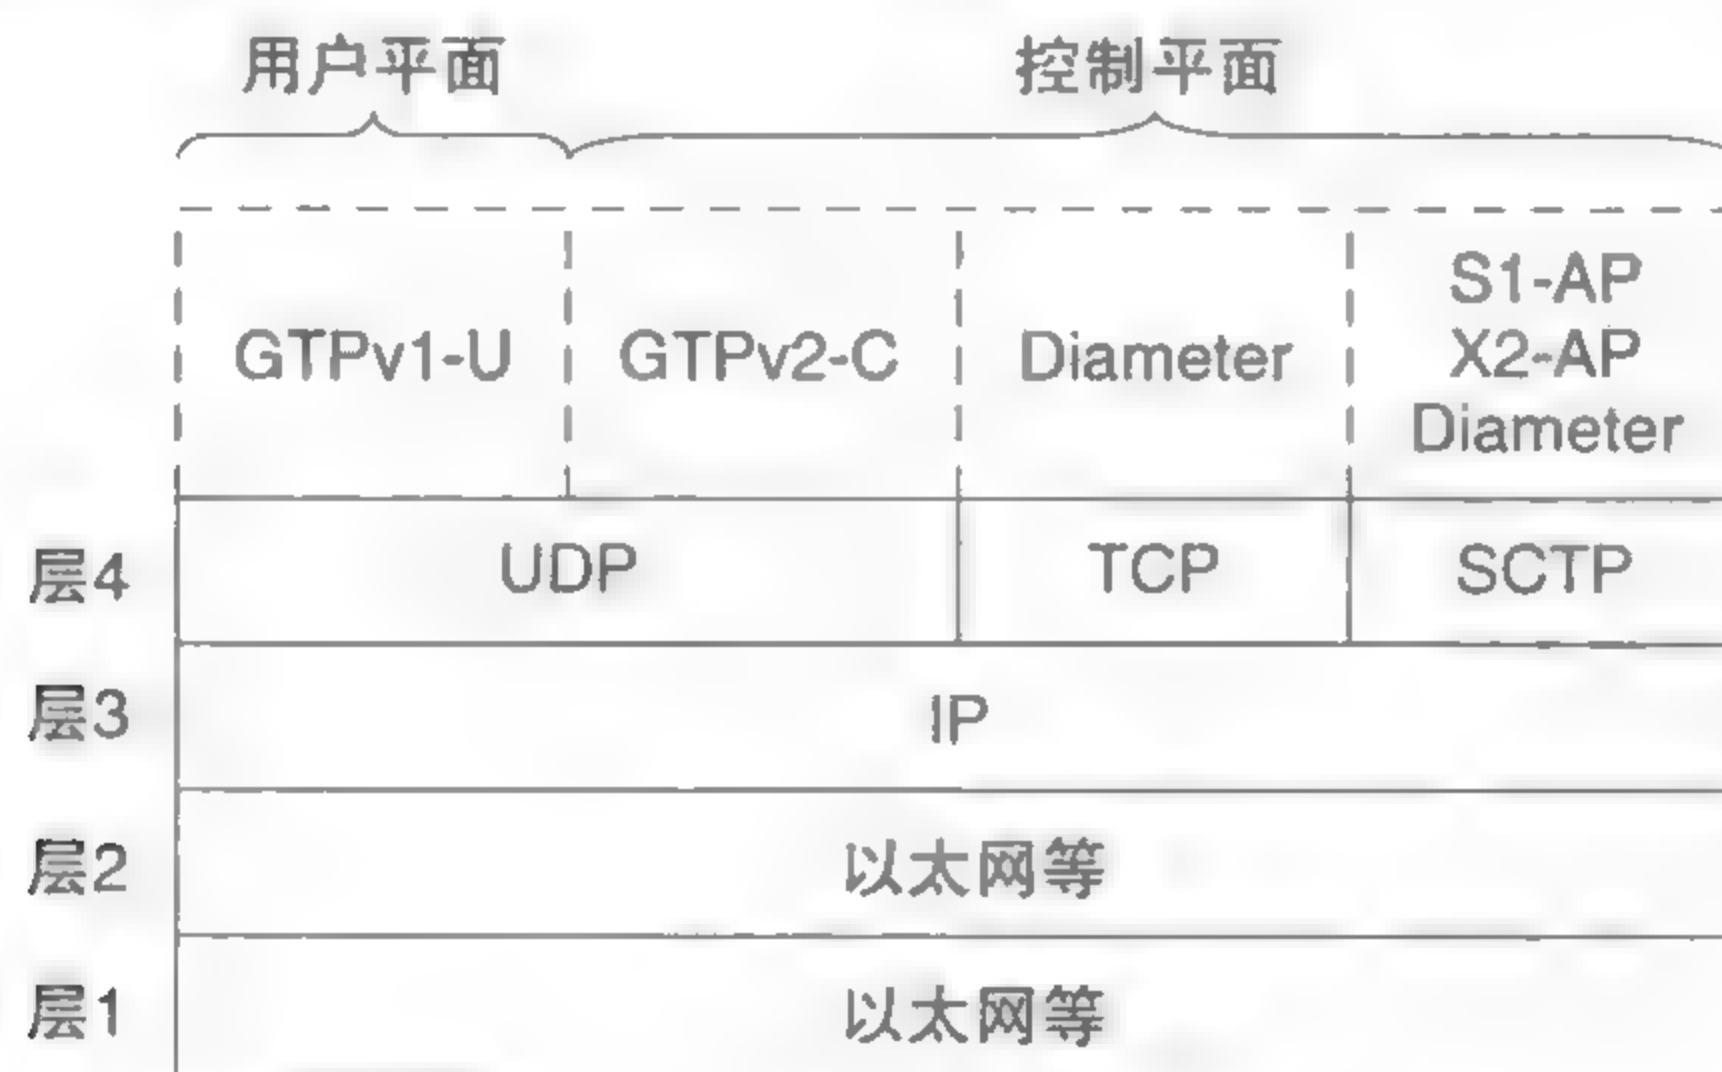 用户平面
控制平面
GTPv1-U
GTPv2-C
Diameter
S1-AP
X2-AP
Diameter
层4
UDP
TCP
SCTP
层3
IP
层2
以太网等
层1
以太网等